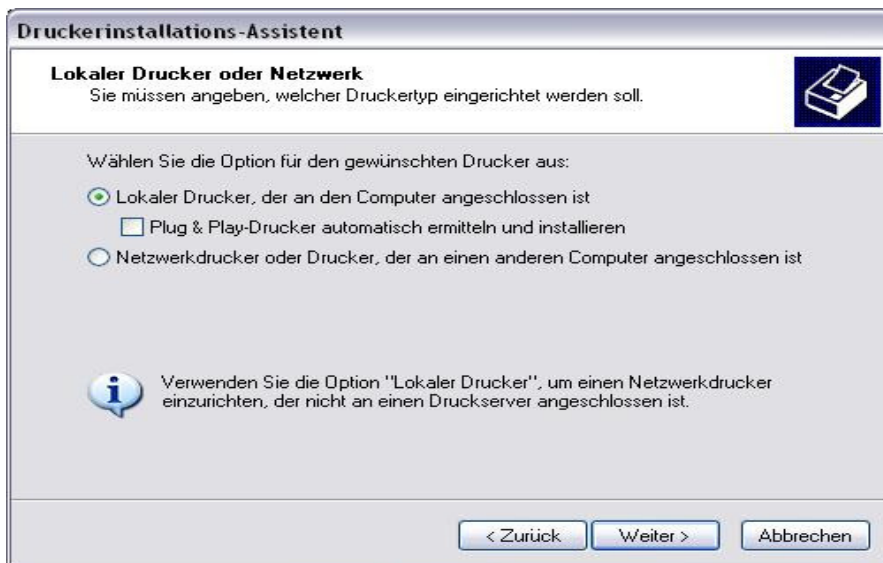 Druckerinstallations-Assistent
Lokaler Drucker oder Netzwerk
Sie müssen angeben, welcher Druckertyp eingerichtet werden soll.
Wählen Sie die Option für den gewünschten Drucker aus:
Lokaler Drucker, der an den Computer angeschlossen ist
Plug & Play-Drucker automatisch ermitteln und installieren
Netzwerkdrucker oder Drucker, der an einen anderen Computer angeschlossen ist
Verwenden Sie die Option "Lokaler Drucker", um einen Netzwerkdrucker
einzurichten, der nicht an einen Druckserver angeschlossen ist.
< Zurück Weiter > Abbrechen